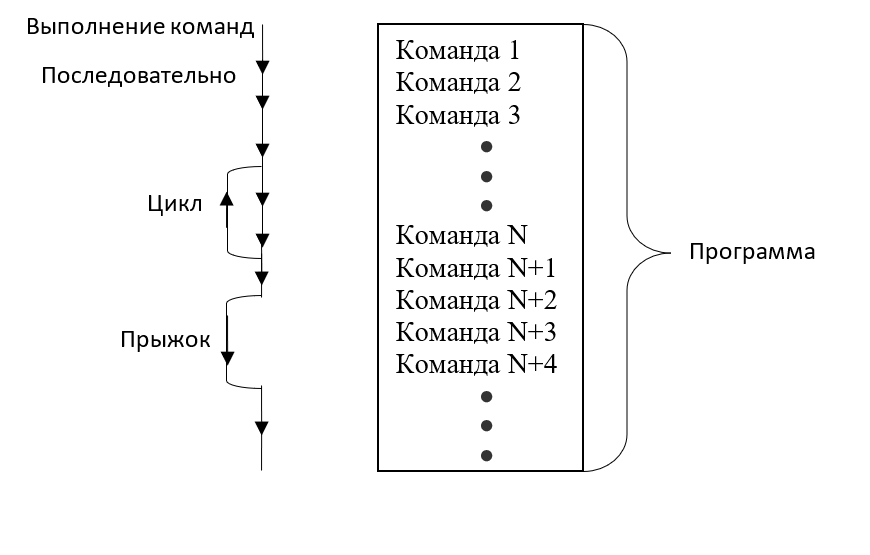 Выполнение команд
Последовательно
Цикл
Прыжок
Команда 1
Команда 2
Команда 3
Команда N
Команда N+1
Команда N+2
Команда N+3
Команда N+4
Программа